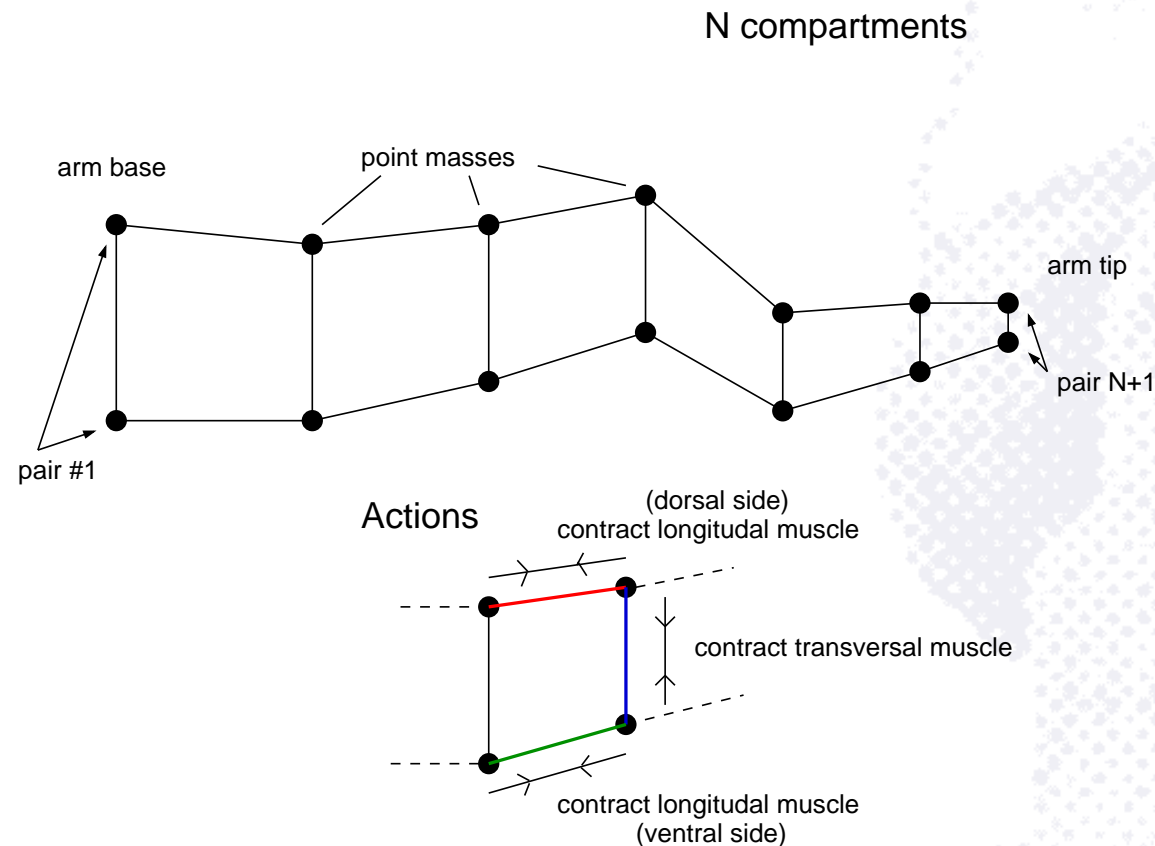 N compartments
arm base
point masses
arm tip
pair N+1
pair #1
Actions
(dorsal side)
contract longitudal muscle
contract transversal muscle
contract longitudal muscle
(ventral side)